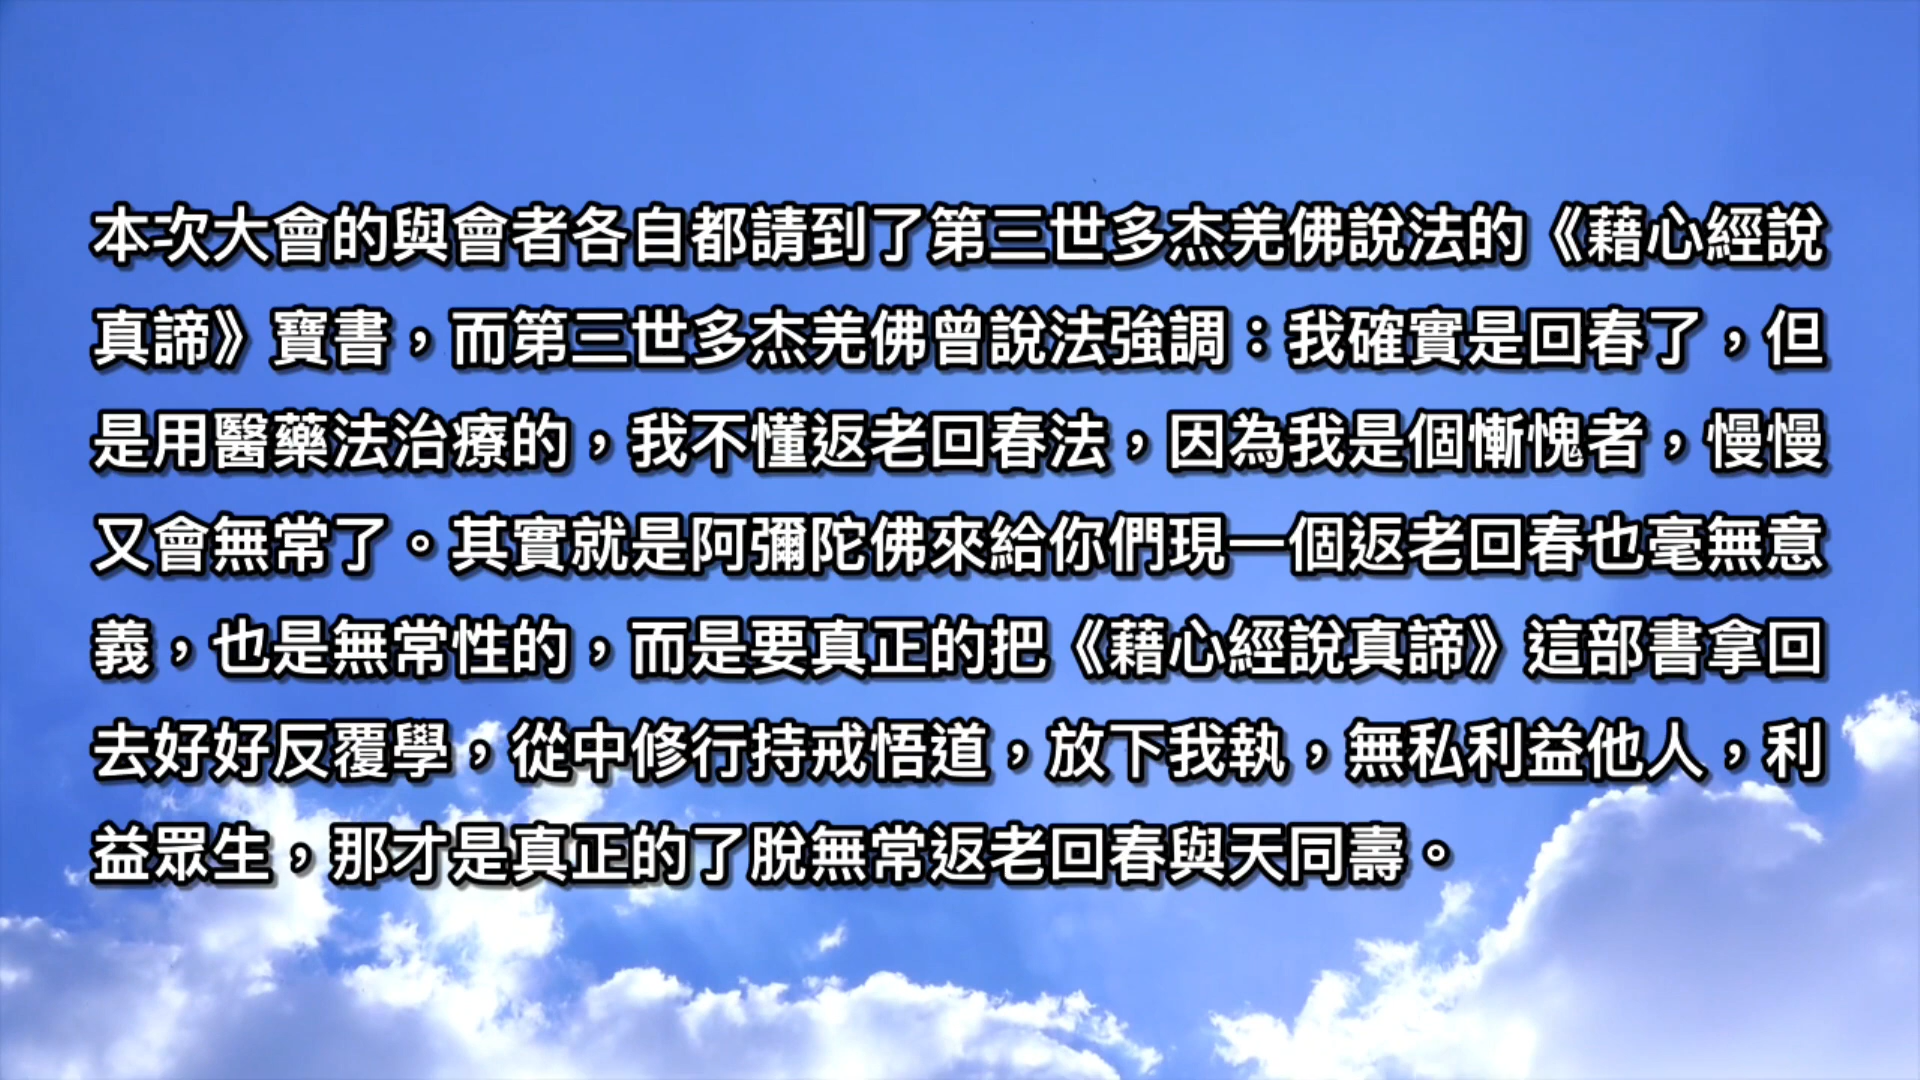 本次大會的與會者各自都請到了第三世多杰羌佛說法的《藉心經說
真諦》寶書，而第三世多杰羌佛曾說法強調：我確實是回春了，但
是用醫藥法治療的，我不懂返老回春法，因為我是個慚愧者，慢慢
又會無常了。其實就是阿彌陀佛來給你們現一個返老回春也毫無意
義，也是無常性的，而是要真正的把《藉心經說真諦》這部書拿回
去好好反覆學，從中修行持戒悟道，放下我執，無私利益他人，利
益眾生，那才是真正的了脫無常返老回春與天同壽。